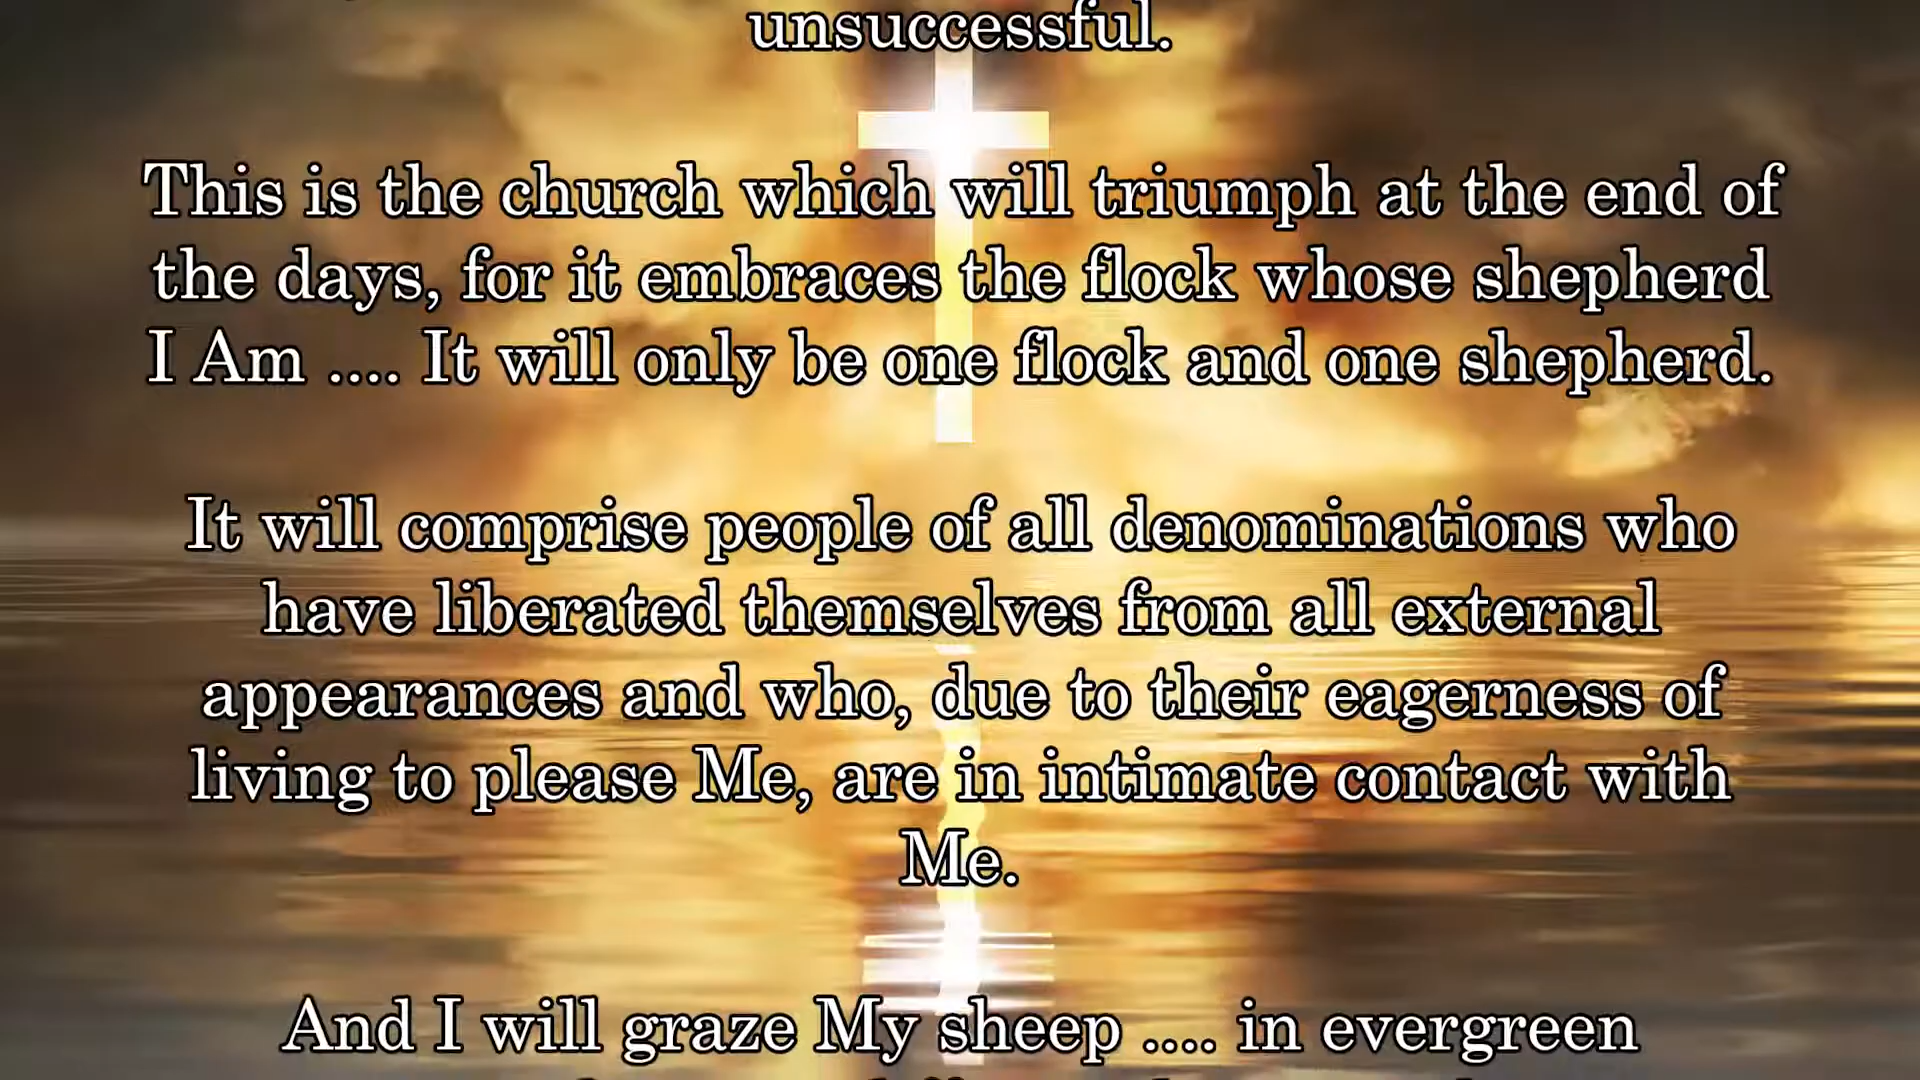 unsuccessful.
This is the church which will triumph at the end of
the days, for it embraces the flock whose shepherd
I Am .... It will only be one flock and one shepherd.
It will comprise people of all denominations who
have liberated themselves from all external
appearances and who, due to their eagerness of
living to please Me, are in intimate contact with
Me.
And I will graze My sheep .... in evergreen